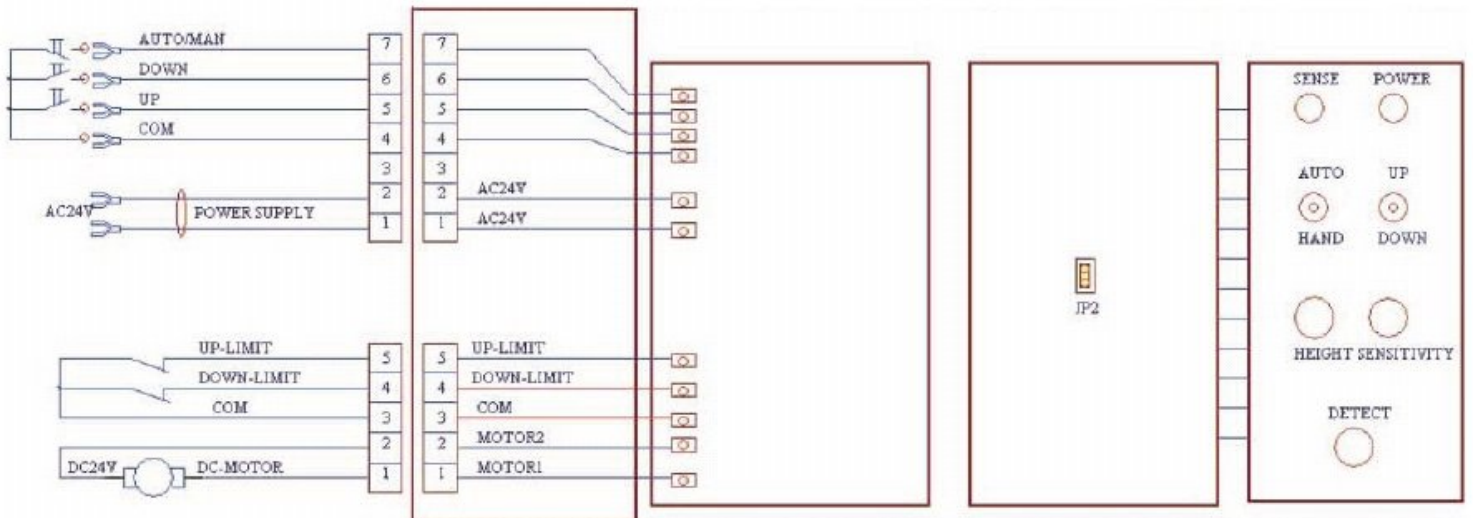 AUTO/MAN
DOWN
UP
COM
7
6
5
4
3
2
1
AC24V
POWER SUPPLY
7
6
5
4
3
2
1
AC24V
AC24V
UP-LIMIT
DOWN-LIMIT
COM
DC24V
DC-MOTOR
5
4
3
2
1
5
4
3
2
1
UP-LIMIT
DOWN-LIMIT
COM
MOTOR2
MOTOR1
JP2
SENSE POWER
AUTO UP
HAND DOWN
HEIGHT SENSITIVITY
DETECT